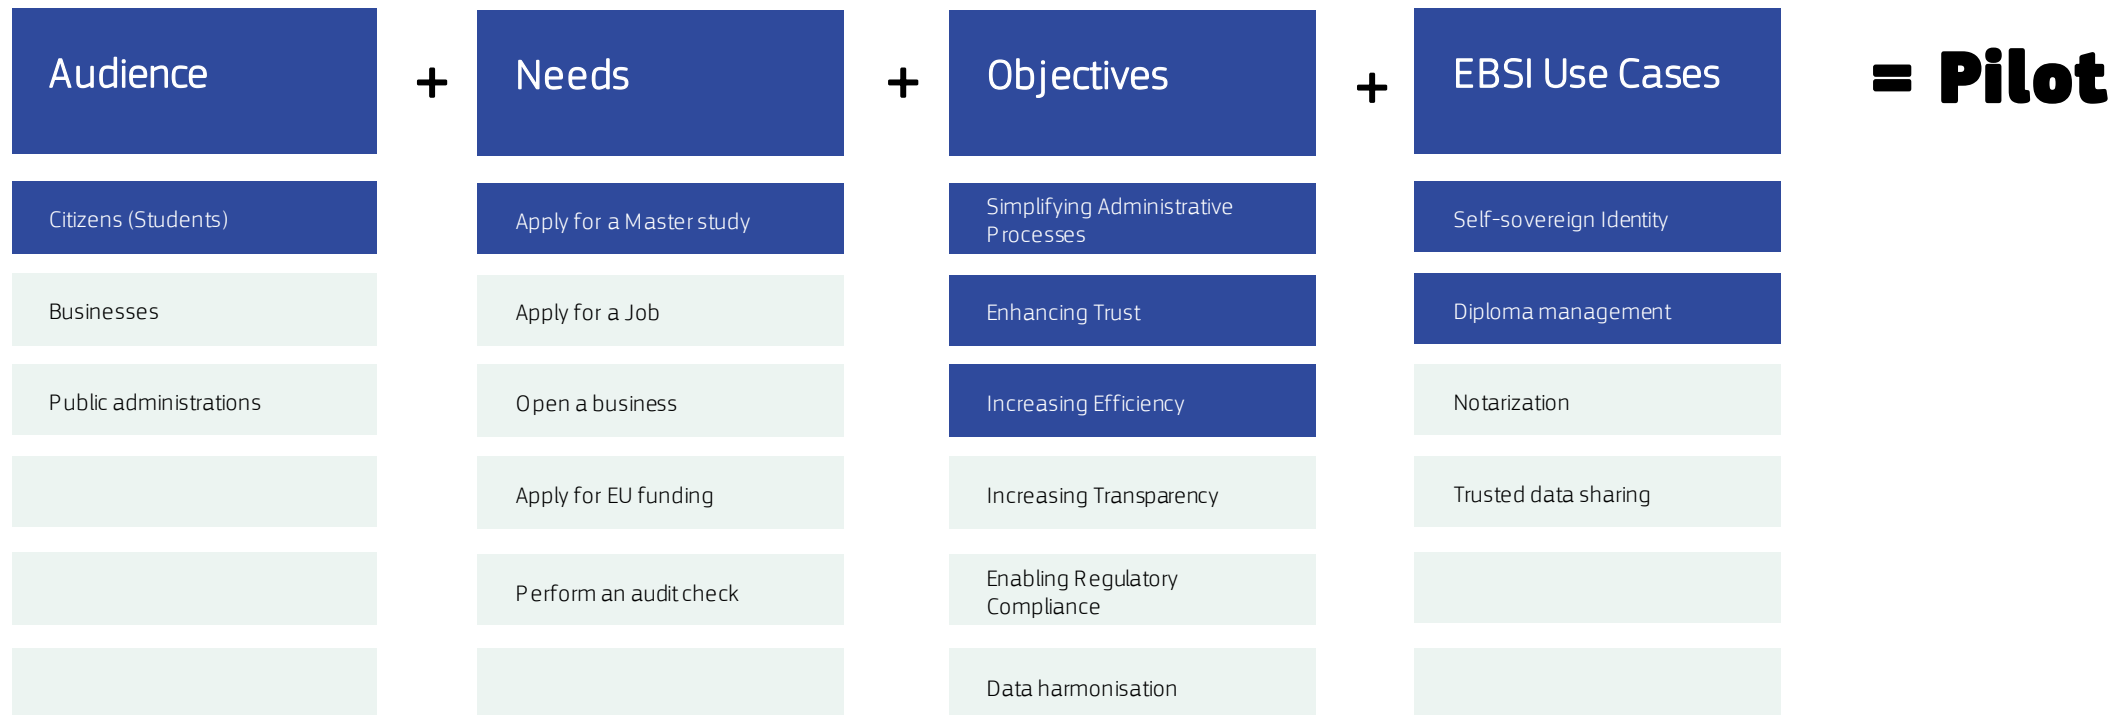 Audience + Needs + Objectives + EBSI Use Cases = Pilot
Citizens (Students)
Businesses
Public administrations
Apply for a Master study
Apply for a Job
Open a business
Apply for EU funding
Perform an audit check
Simplifying Administrative
Processes
Enhancing Trust
Increasing Efficiency
Increasing Transparency
Enabling Regulatory
Compliance
Data harmonisation
Self-sovereign Identity
Diploma management
Notarization
Trusted data sharing